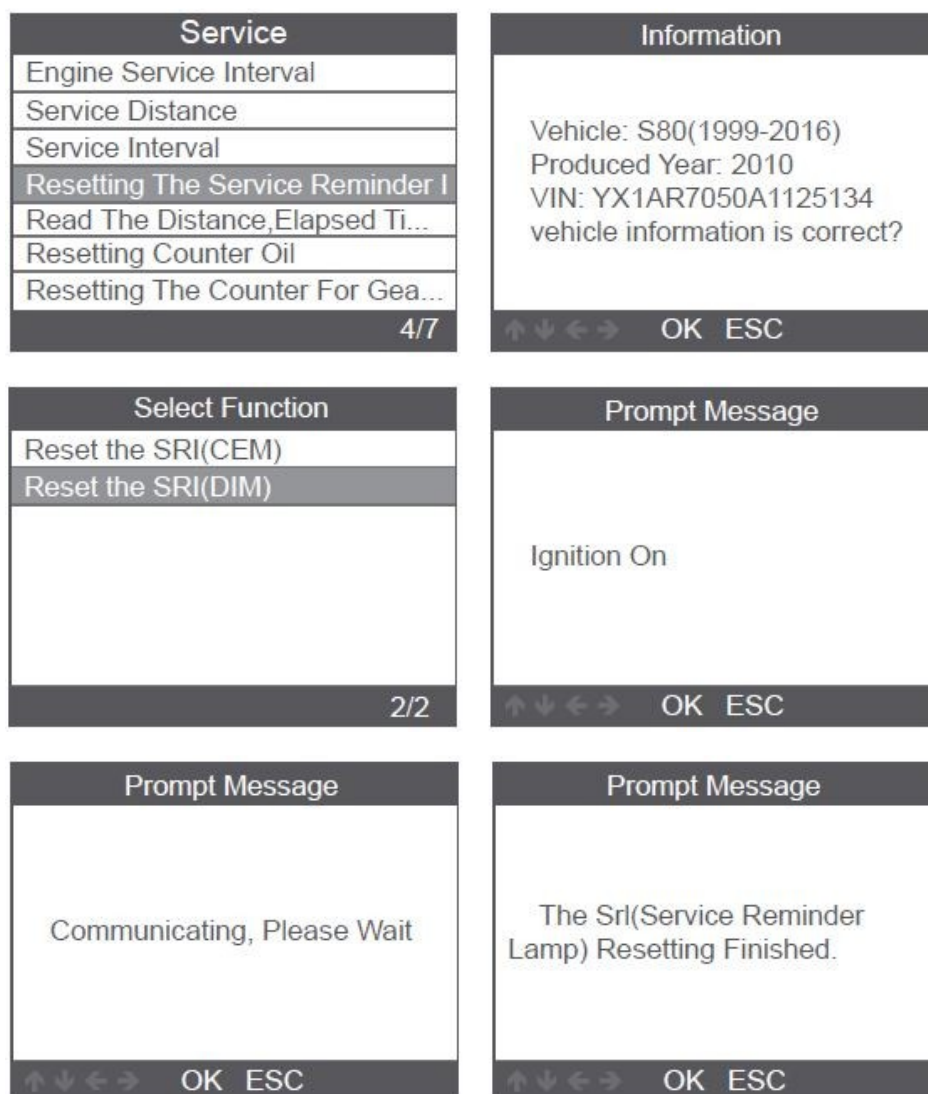 Service
Engine Service Interval
Service Distance
Service Interval
Resetting The Service Reminder I
Read The Distance,Elapsed Ti...
Resetting Counter Oil
Resetting The Counter For Gea...
4/7
Information
Vehicle: S80(1999-2016)
Produced Year: 2010
VIN: YX1AR7050A1125134
vehicle information is correct?
OK ESC
Select Function
Reset the SRI(CEM)
Reset the SRI(DIM)
2/2
Prompt Message
Ignition On
OK ESC
Prompt Message
Communicating, Please Wait
OK ESC
Prompt Message
The Srl(Service Reminder
Lamp) Resetting Finished.
OK ESC